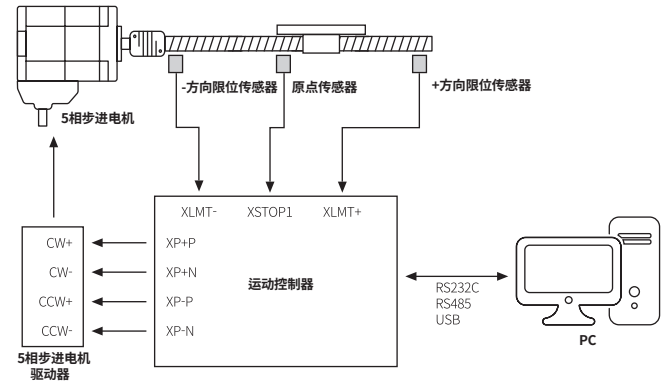 -方向限位传感器
原点传感器
+方向限位传感器
5相步进电机
XLMT-
XSTOP1
XLMT+
CW+
XP+P
CW-
XP+N
运动控制器
CCW+
XP-P
CCW-
XP-N
RS232C
RS485
USB
PC
5相步进电机
驱动器